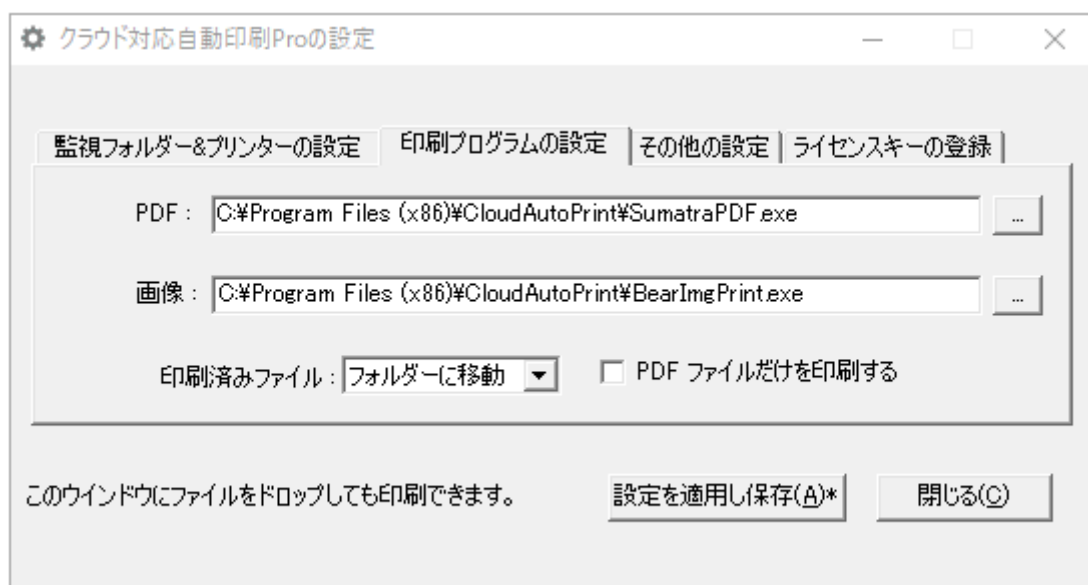 クラウド対応自動印刷Proの設定
監視フォルダー&プリンターの設定 印刷プログラムの設定 その他の設定 ライセンスキーの登録
PDF : C:¥Program Files (x86)¥CloudAutoPrint¥SumatraPDF.exe ...
画像 : C:¥Program Files (x86)¥CloudAutoPrint¥BearImgPrint.exe ...
印刷済みファイル : フォルダーに移動 PDF ファイルだけを印刷する
このウインドウにファイルをドロップしても印刷できます。 設定を適用し保存(A)* 閉じる(C)